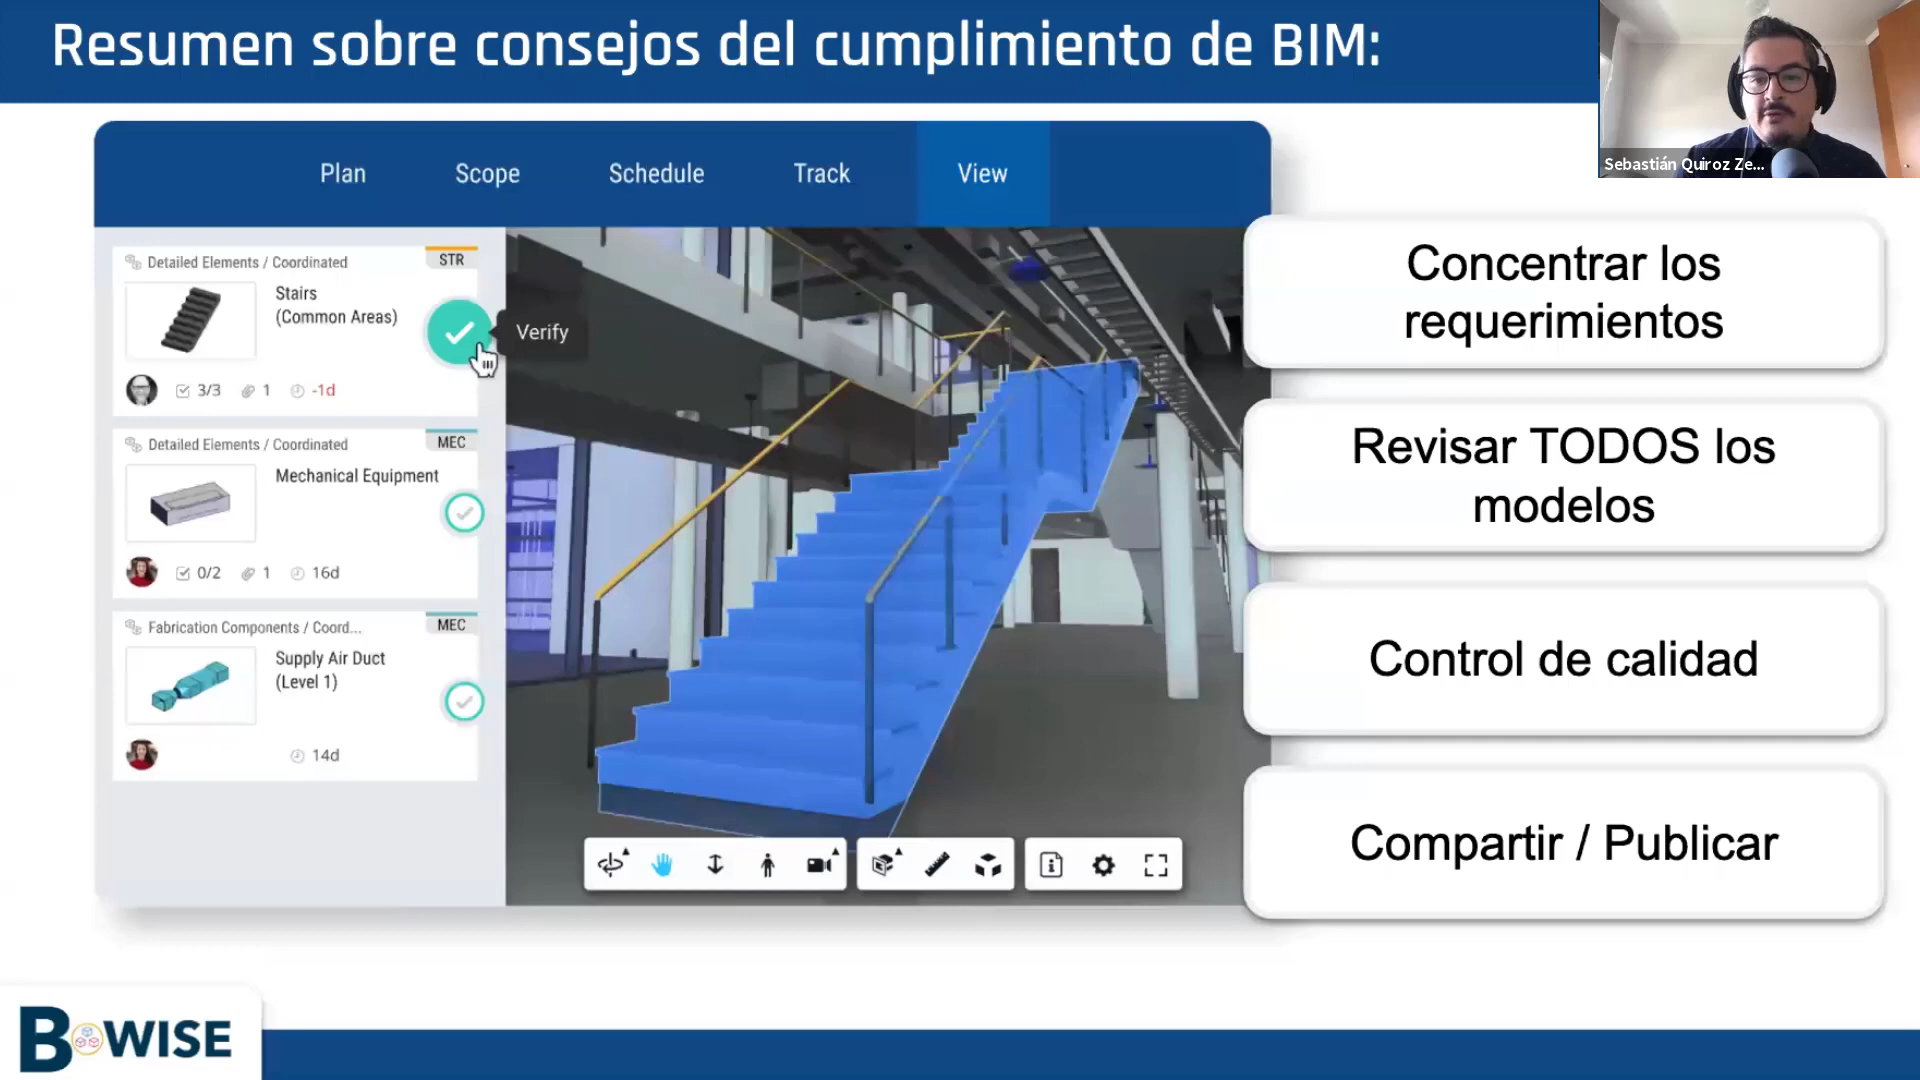 Resumen sobre consejos del cumplimiento de BIM:
Sebastián Quiroz Ze...
Plan
Scope
Schedule
Track
View
Detailed Elements / Coordinated
STR
Stairs
(Common Areas)
Verify
3/3
1
-1d
Detailed Elements / Coordinated
MEC
Mechanical Equipment
0/2
1
16d
Fabrication Components / Coord...
MEC
Supply Air Duct
(Level 1)
14d
Concentrar los
requerimientos
Revisar TODOS los
modelos
Control de calidad
Compartir / Publicar
B WISE